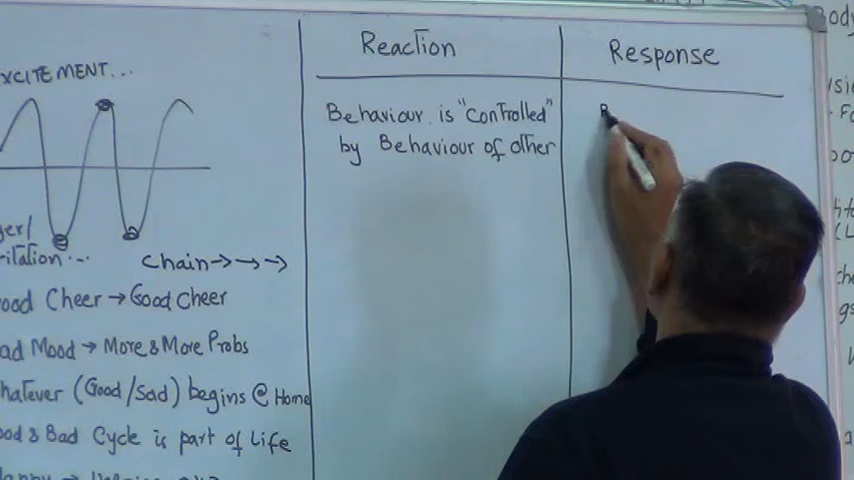 XCITEMENT...
ger/
ritation...
Chain→→→
ood Cheer → Good Cheer
ad Mood → More & More Probs
hatever (Good/Sad) begins @ Home
ood & Bad Cycle is part of Life
Reaction
Behaviour is "controlled"
by Behaviour of other
Response
B
Body